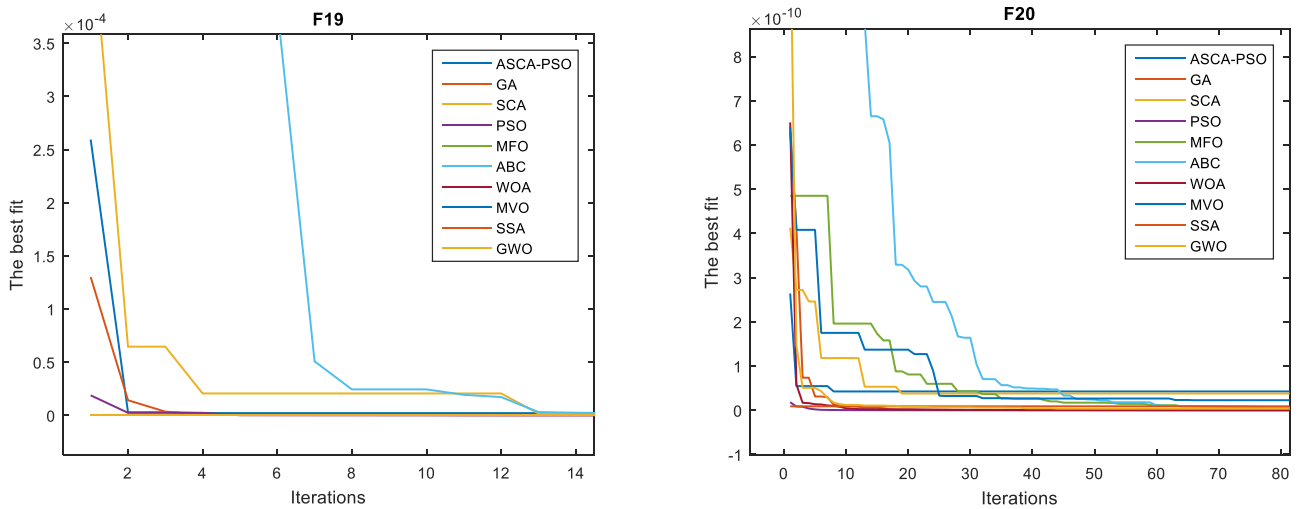 F19
×10⁻⁴
3.5
3
2.5
2
1.5
1
0.5
0
The best fit
2
4
6
8
10
12
14
Iterations
ASCA-PSO
GA
SCA
PSO
MFO
ABC
WOA
MVO
SSA
GWO
F20
×10⁻¹⁰
8
7
6
5
4
3
2
1
0
-1
The best fit
0
10
20
30
40
50
60
70
80
Iterations
ASCA-PSO
GA
SCA
PSO
MFO
ABC
WOA
MVO
SSA
GWO